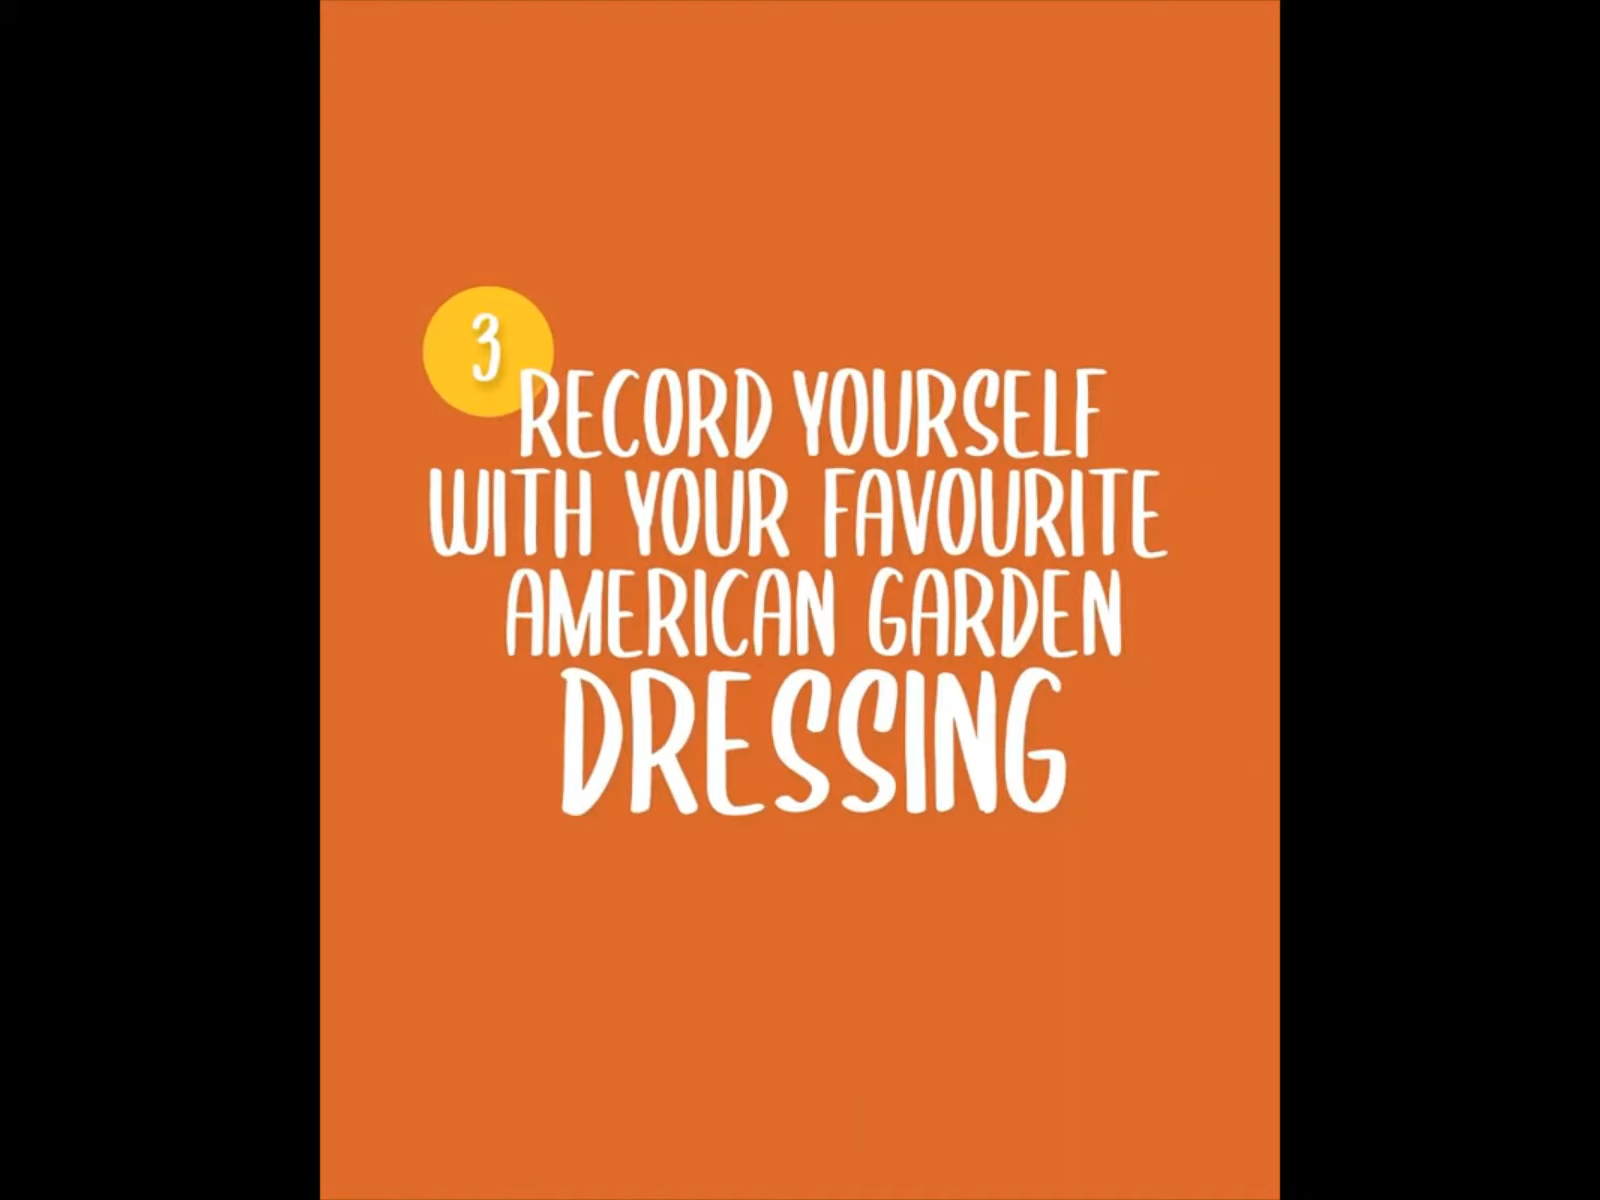 3
RECORD YOURSELF
WITH YOUR FAVOURITE
AMERICAN GARDEN
DRESSING